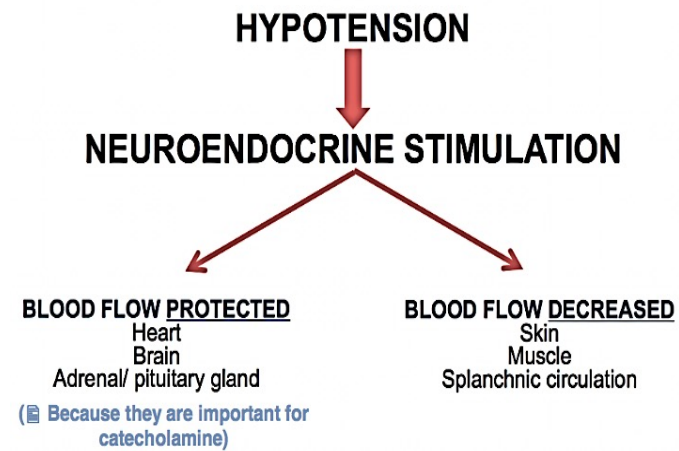 HYPOTENSION
NEUROENDOCRINE STIMULATION
BLOOD FLOW PROTECTED
Heart
Brain
Adrenal/ pituitary gland
(📄 Because they are important for
catecholamine)
BLOOD FLOW DECREASED
Skin
Muscle
Splanchnic circulation